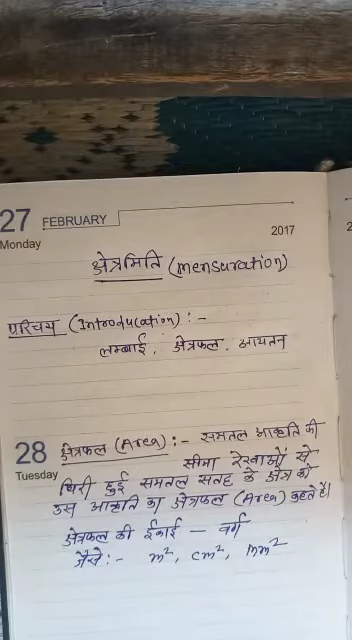 27 FEBRUARY
Monday 2017
क्षेत्रमिति (mensuration)
परिचय (Introducation) : -
लम्बाई, क्षेत्रफल, आयतन
28 क्षेत्रफल (Area) : - समतल आकृति की
Tuesday सीमा रेखाओं से
घिरी हुई समतल सतह के क्षेत्र को
उस आकृति का क्षेत्रफल (Area) कहते हैं।
क्षेत्रफल की ईकाई - वर्ग
जैसे : - m², cm², mm²